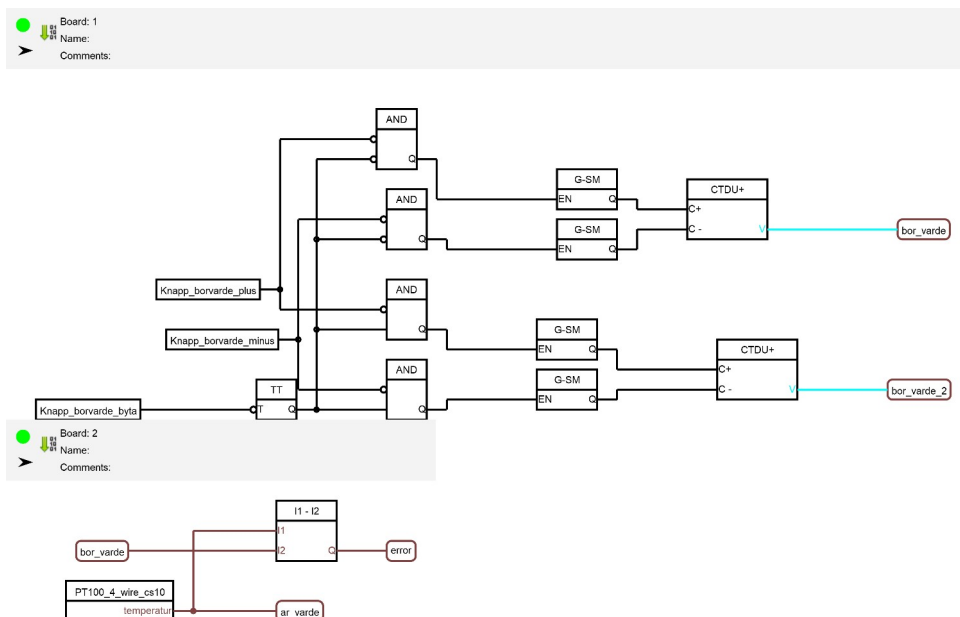 Board: 1
Name:
Comments:
AND
Q
AND
Q
G-SM
EN Q
G-SM
EN Q
CTDU+
C+
C - V
bor_varde
Knapp_borvarde_plus
Knapp_borvarde_minus
AND
Q
AND
Q
G-SM
EN Q
G-SM
EN Q
CTDU+
C+
C - V
bor_varde_2
TT
T Q
Knapp_borvarde_byta
Board: 2
Name:
Comments:
I1 - I2
I1
I2 Q
bor_varde
error
PT100_4_wire_cs10
temperatur
ar_varde